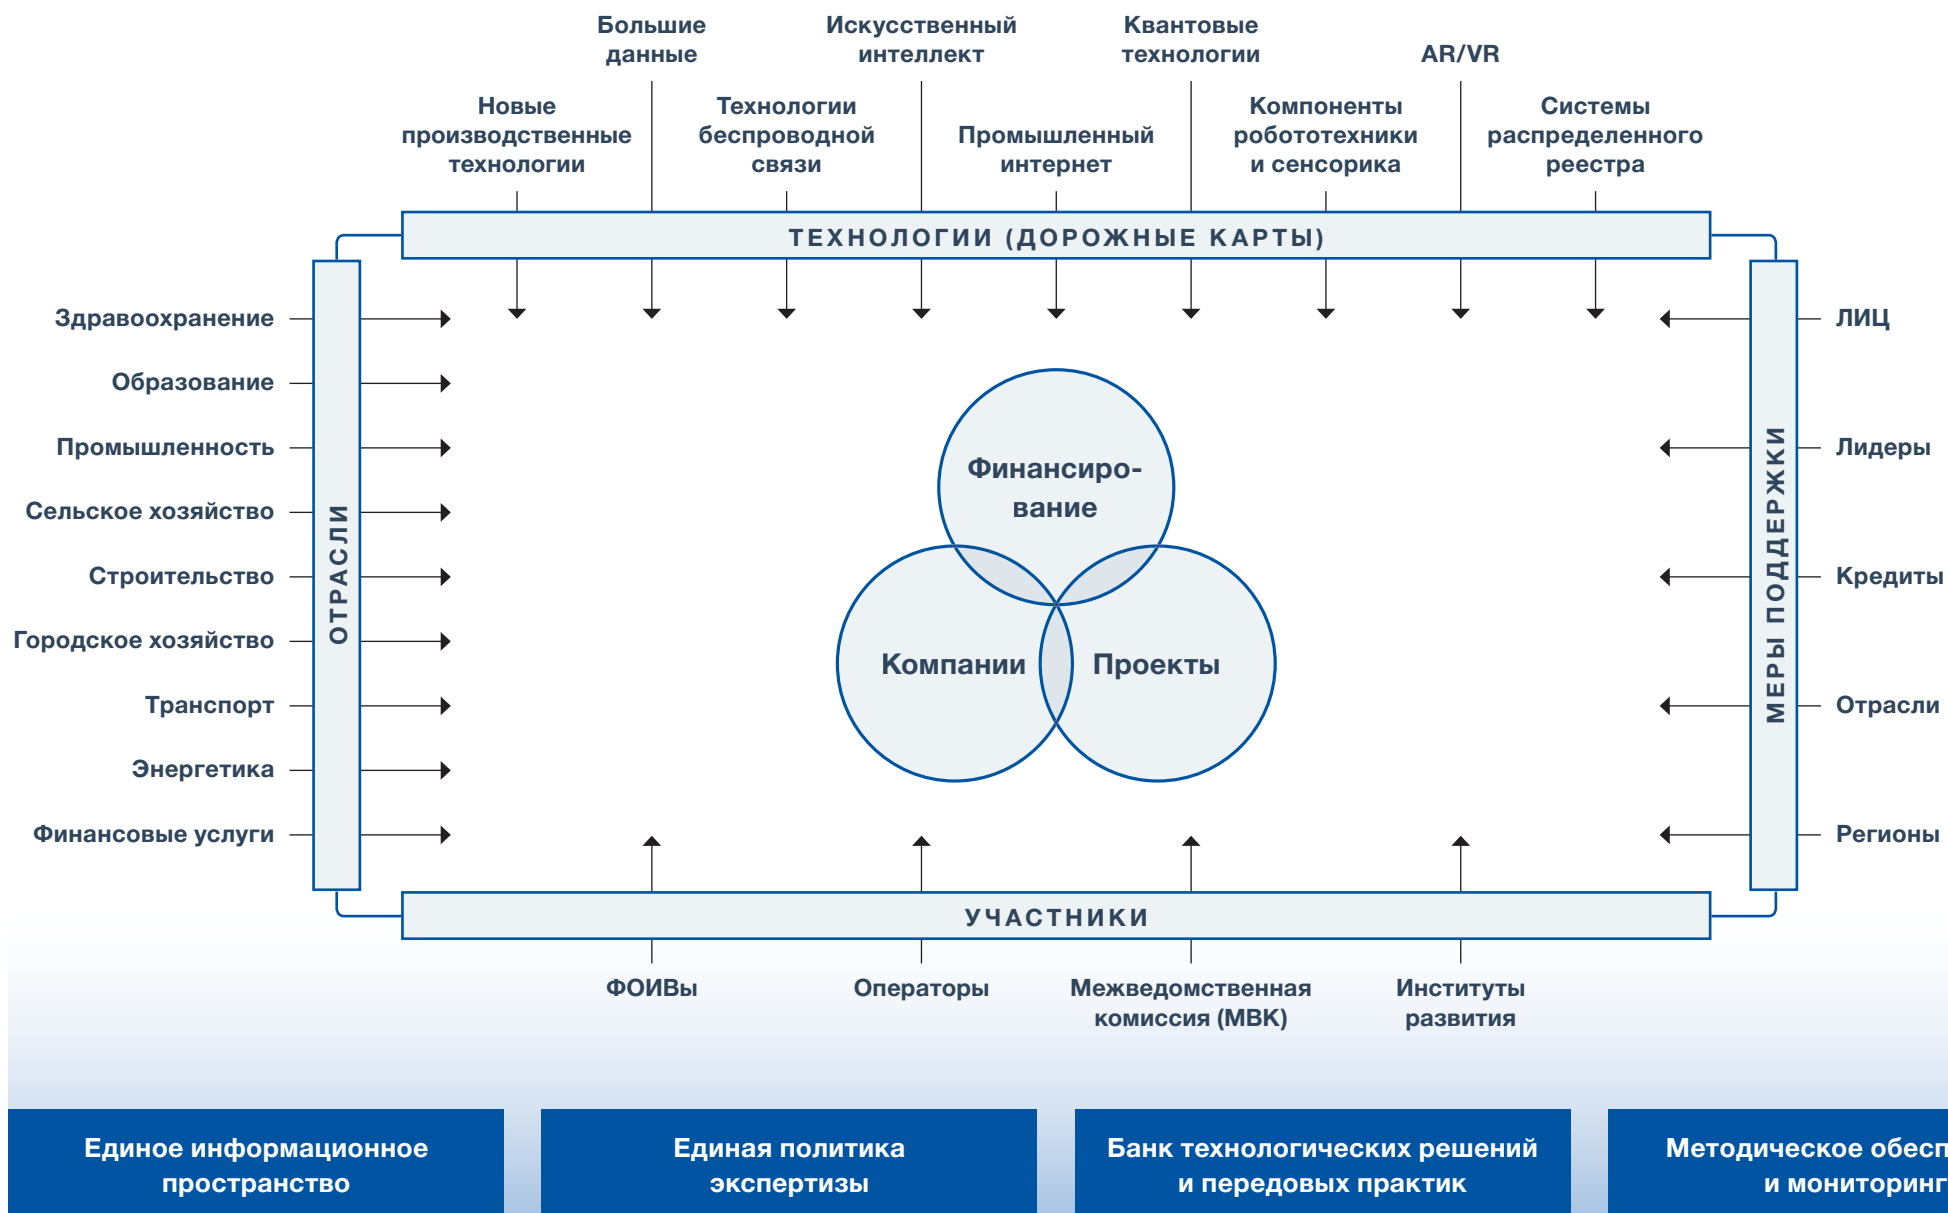 Большие
данные
Искусственный
интеллект
Квантовые
технологии
AR/VR
Новые
производственные
технологии
Технологии
беспроводной
связи
Промышленный
интернет
Компоненты
робототехники
и сенсорика
Системы
распределенного
реестра
ТЕХНОЛОГИИ (ДОРОЖНЫЕ КАРТЫ)
ОТРАСЛИ
Здравоохранение
Образование
Промышленность
Сельское хозяйство
Строительство
Городское хозяйство
Транспорт
Энергетика
Финансовые услуги
Финансиро-
вание
Компании
Проекты
МЕРЫ ПОДДЕРЖКИ
ЛИЦ
Лидеры
Кредиты
Отрасли
Регионы
УЧАСТНИКИ
ФОИВы
Операторы
Межведомственная
комиссия (МВК)
Институты
развития
Единое информационное
пространство
Единая политика
экспертизы
Банк технологических решений
и передовых практик
Методическое
и мониторинг